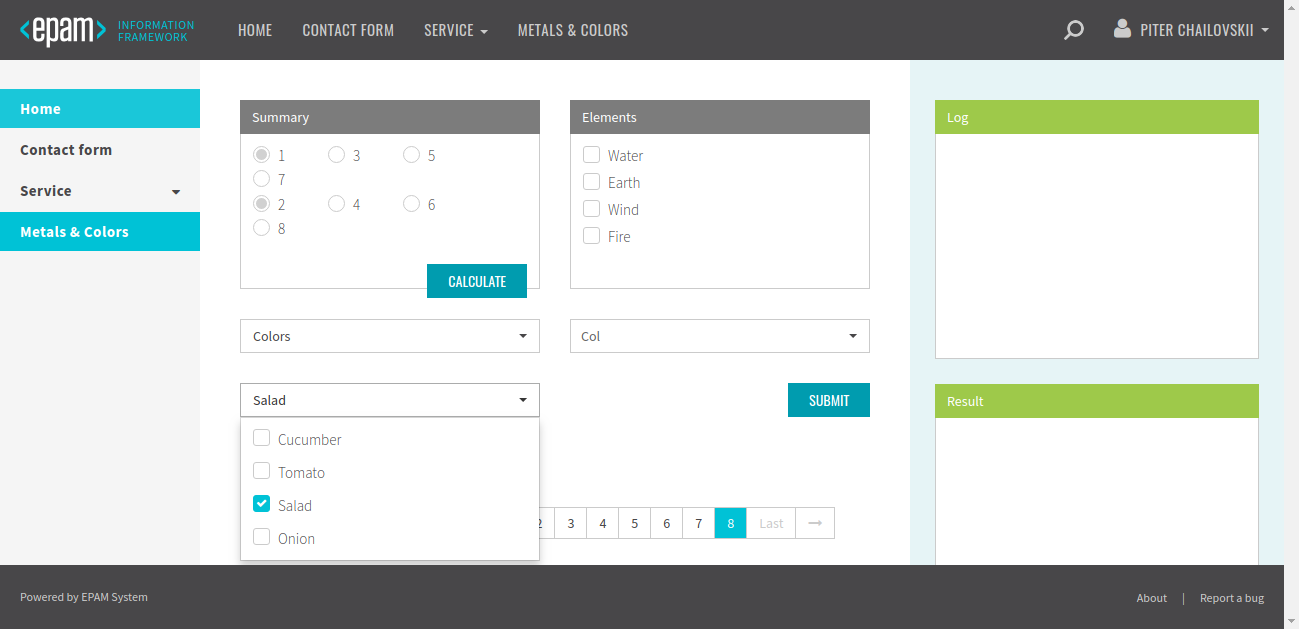 <epam> INFORMATION FRAMEWORK HOME CONTACT FORM SERVICE METALS & COLORS PITER CHAILOVSKII
Home
Contact form
Service
Metals & Colors
Summary
1 3 5
7
2 4 6
8
CALCULATE
Elements
Water
Earth
Wind
Fire
Colors
Col
Salad
SUBMIT
Cucumber
Tomato
Salad
Onion
2 3 4 5 6 7 8 Last →
Log
Result
Powered by EPAM System
About | Report a bug